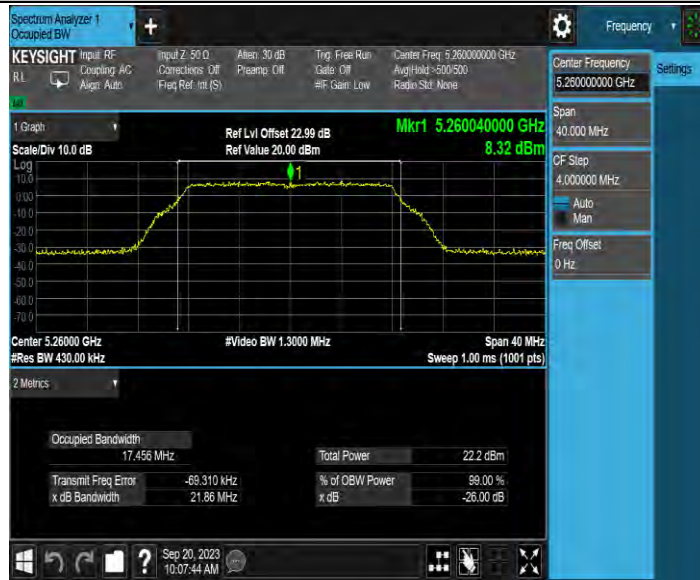 Spectrum Analyzer 1
Occupied BW
+
Frequency
KEYSIGHT
Input: RF
Coupling: AC
Align: Auto
RL
Input Z: 50 Ω
Corrections: Off
Freq Ref: Int (S)
Atten: 30 dB
Preamp: Off
Trig: Free Run
Gate: Off
#IF Gain: Low
Center Freq: 5.260000000 GHz
Avg|Hold:>500/500
Radio Std: None
Center Frequency
5.260000000 GHz
Settings
Span
40.000 MHz
CF Step
4.000000 MHz
Auto
Man
Freq Offset
0 Hz
1 Graph
Scale/Div 10.0 dB
Ref Lvl Offset 22.99 dB
Ref Value 20.00 dBm
Mkr1 5.260040000 GHz
8.32 dBm
Log
10.0
0.00
-10.0
-20.0
-30.0
-40.0
-50.0
-60.0
-70.0
1
Center 5.26000 GHz
#Res BW 430.00 kHz
#Video BW 1.3000 MHz
Span 40 MHz
Sweep 1.00 ms (1001 pts)
2 Metrics
Occupied Bandwidth
17.456 MHz
Total Power 22.2 dBm
Transmit Freq Error -69.310 kHz
% of OBW Power 99.00 %
x dB Bandwidth 21.86 MHz
x dB -26.00 dB
?
Sep 20, 2023
10:07:44 AM